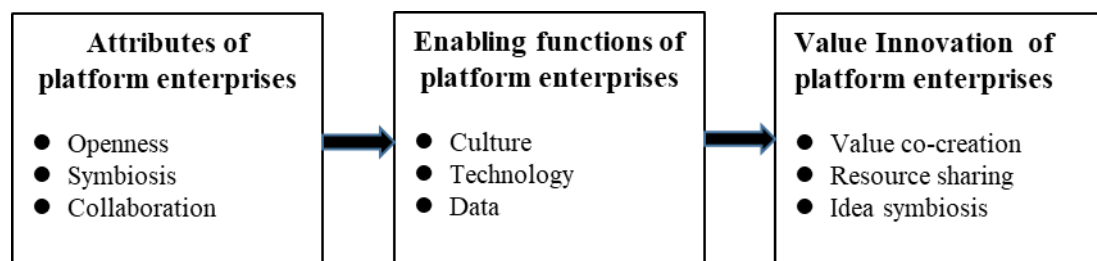 Attributes of
platform enterprises
● Openness
● Symbiosis
● Collaboration
Enabling functions of
platform enterprises
● Culture
● Technology
● Data
Value Innovation of
platform enterprises
● Value co-creation
● Resource sharing
● Idea symbiosis